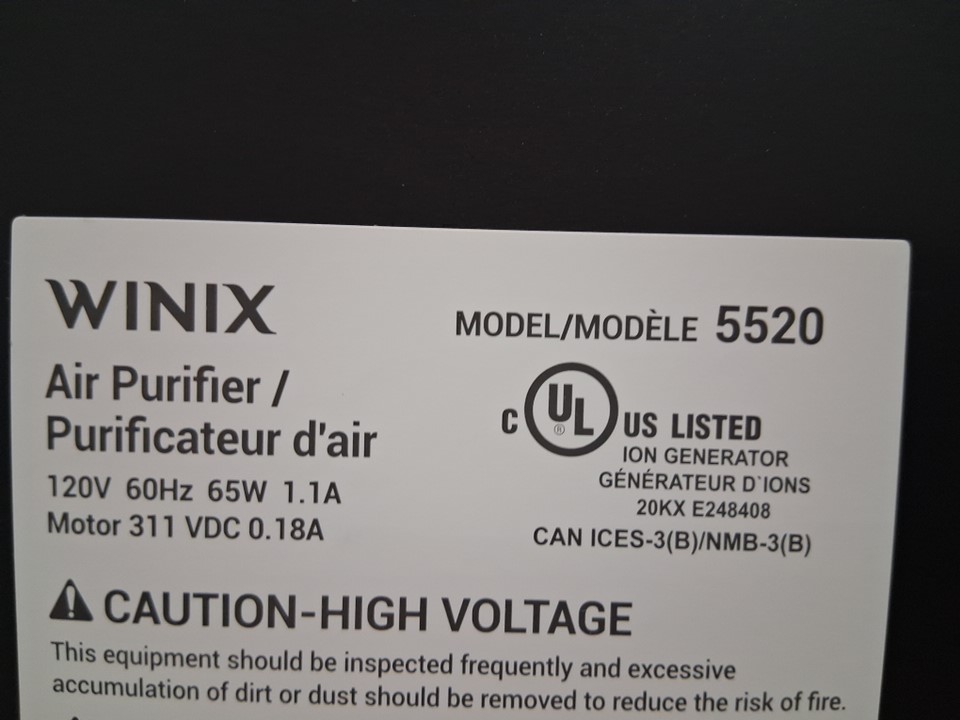 WINIX
MODEL/MODÈLE 5520
Air Purifier /
Purificateur d'air
120V 60Hz 65W 1.1A
Motor 311 VDC 0.18A
C UL ® US LISTED
ION GENERATOR
GÉNÉRATEUR D`IONS
20KX E248408
CAN ICES-3(B)/NMB-3(B)
CAUTION-HIGH VOLTAGE
This equipment should be inspected frequently and excessive
accumulation of dirt or dust should be removed to reduce the risk of fire.